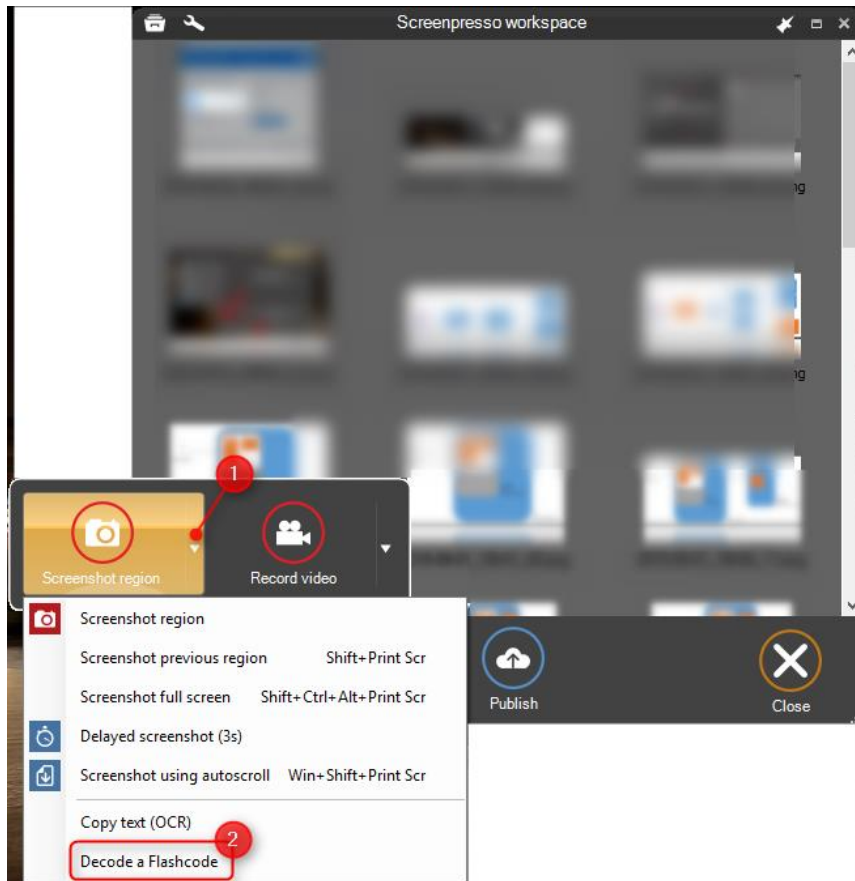 Screenpresso workspace
ng
ng
1
Screenshot region
Record video
Screenshot region
Screenshot previous region Shift+Print Scr
Screenshot full screen Shift+Ctrl+Alt+Print Scr
Delayed screenshot (3s)
Screenshot using autoscroll Win+Shift+Print Scr
Copy text (OCR)
2
Decode a Flashcode
Publish
Close